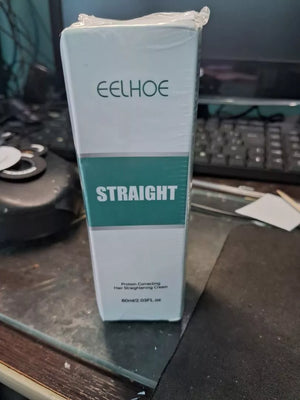 EELHOE
STRAIGHT
Protein Correcting
Hair Straightening Cream
60ml/2.03FL.oz